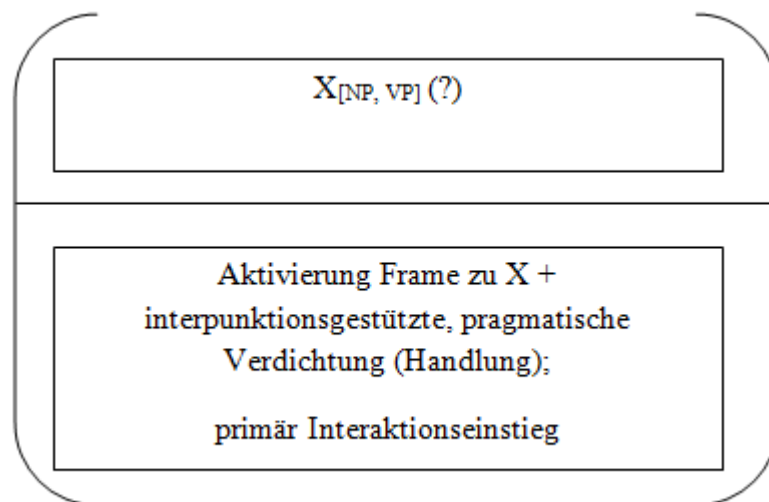 X[NP, VP] (?)
Aktivierung Frame zu X +
interpunktionsgestützte, pragmatische
Verdichtung (Handlung);
primär Interaktionseinstieg